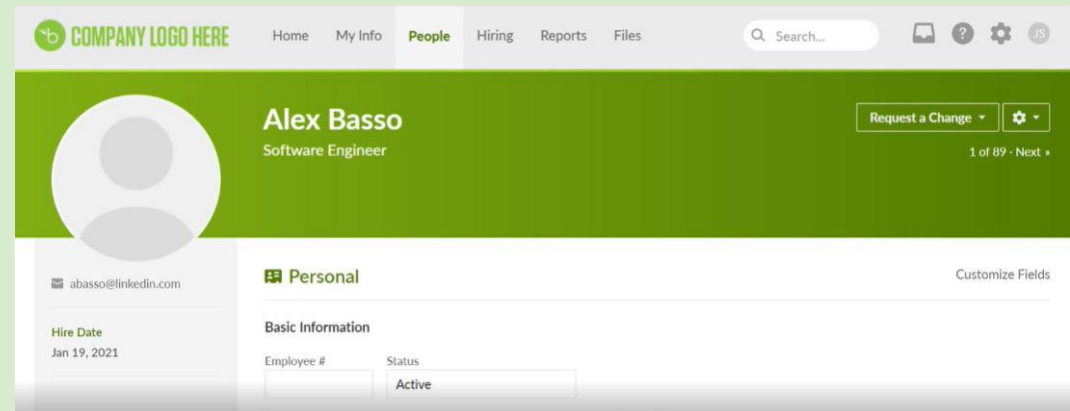 COMPANY LOGO HERE
Home My Info People Hiring Reports Files
Search...
JS
Alex Basso
Software Engineer
Request a Change
1 of 89 · Next »
abasso@linkedin.com
Hire Date
Jan 19, 2021
Personal
Customize Fields
Basic Information
Employee # Status
Active